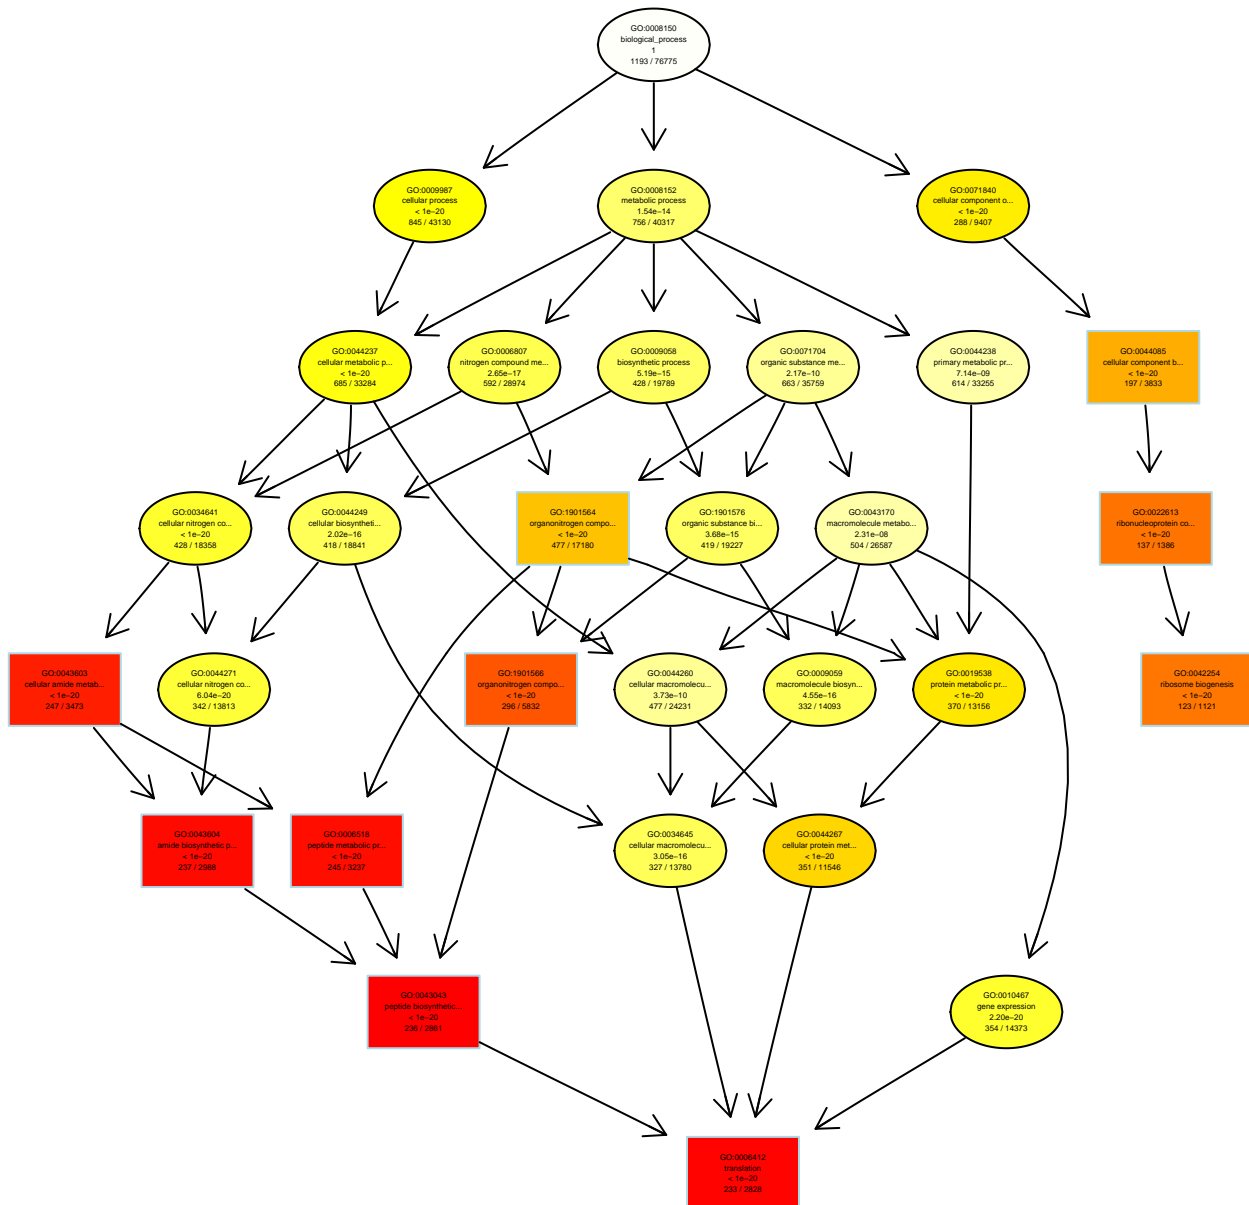 GO:0008150
biological_process
1
1193 / 76775
GO:0009987
cellular process
< 1e−20
845 / 43130
GO:0008152
metabolic process
1.54e−14
756 / 40317
GO:0071840
cellular component o...
< 1e−20
288 / 9407
GO:0044237
cellular metabolic p...
< 1e−20
685 / 33284
GO:0006807
nitrogen compound me...
2.65e−17
592 / 28974
GO:0009058
biosynthetic process
5.19e−15
428 / 19789
GO:0071704
organic substance me...
2.17e−10
663 / 35759
GO:0044238
primary metabolic pr...
7.14e−09
614 / 33255
GO:0044085
cellular component b...
< 1e−20
197 / 3833
GO:0034641
cellular nitrogen co...
< 1e−20
428 / 18358
GO:0044249
cellular biosyntheti...
2.02e−16
418 / 18841
GO:1901564
organonitrogen compo...
< 1e−20
477 / 17180
GO:1901576
organic substance bi...
3.68e−15
419 / 19227
GO:0043170
macromolecule metabo...
2.31e−08
504 / 26587
GO:0022613
ribonucleoprotein co...
< 1e−20
137 / 1386
GO:0043603
cellular amide metab...
< 1e−20
247 / 3473
GO:0044271
cellular nitrogen co...
6.04e−20
342 / 13813
GO:1901566
organonitrogen compo...
< 1e−20
296 / 5832
GO:0044260
cellular macromolecu...
3.73e−10
477 / 24231
GO:0009059
macromolecule biosyn...
4.55e−16
332 / 14093
GO:0019538
protein metabolic pr...
< 1e−20
370 / 13156
GO:0042254
ribosome biogenesis
< 1e−20
123 / 1121
GO:0043604
amide biosynthetic p...
< 1e−20
237 / 2988
GO:0006518
peptide metabolic pr...
< 1e−20
245 / 3237
GO:0034645
cellular macromolecu...
3.05e−16
327 / 13780
GO:0044267
cellular protein met...
< 1e−20
351 / 11546
GO:0043043
peptide biosynthetic...
< 1e−20
236 / 2861
GO:0010467
gene expression
2.20e−20
354 / 14373
GO:0006412
translation
< 1e−20
233 / 2828